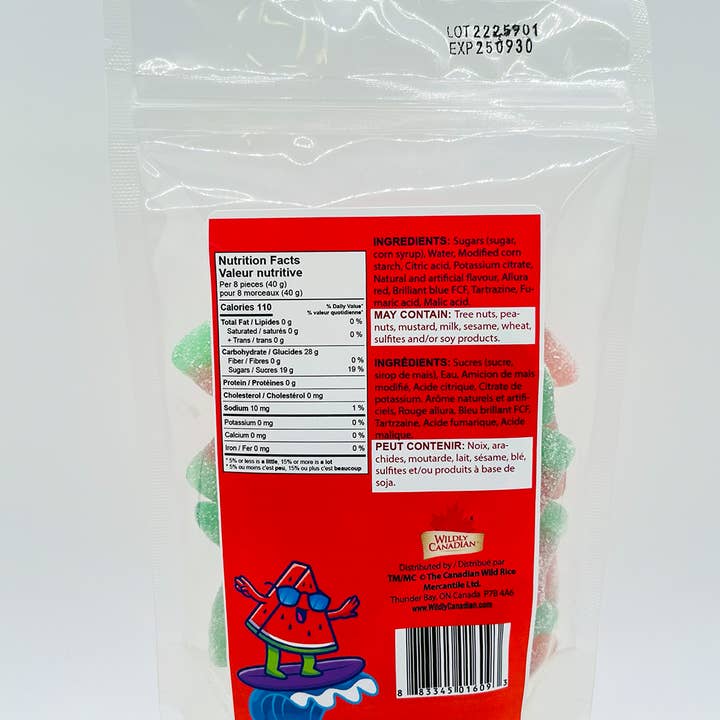 LOT 2225901
EXP 250930
Nutrition Facts
Valeur nutritive
Per 8 pieces (40 g)
pour 8 morceaux (40 g)
Calories 110
% Daily Value*
% valeur quotidienne*
Total Fat / Lipides 0 g 0 %
Saturated / saturés 0 g
+ Trans / trans 0 g
0 %
Carbohydrate / Glucides 28 g
Fiber / Fibres 0 g 0 %
Sugars / Sucres 19 g 19 %
Protein / Protéines 0 g
Cholesterol / Cholestérol 0 mg
Sodium 10 mg 1 %
Potassium 0 mg 0 %
Calcium 0 mg 0 %
Iron / Fer 0 mg 0 %
* 5% or less is a little, 15% or more is a lot
* 5% ou moins c'est peu, 15% ou plus c'est beaucoup
INGREDIENTS: Sugars (sugar,
corn syrup), Water, Modified corn
starch, Citric acid, Potassium citrate,
Natural and artificial flavour, Allura
red, Brilliant blue FCF, Tartrazine, Fu-
maric acid, Malic acid.
MAY CONTAIN: Tree nuts, pea-
nuts, mustard, milk, sesame, wheat,
sulfites and/or soy products.
INGRÉDIENTS: Sucres (sucre,
sirop de maïs), Eau, Amicion de maïs
modifié, Acide citrique, Citrate de
potassium. Arôme naturels et artifi-
ciels, Rouge allura, Bleu briliant FCF,
Tartrzaine, Acide fumarique, Acide
malique.
PEUT CONTENIR: Noix, ara-
chides, moutarde, lait, sésame, blé,
sulfites et/ou produits à base de
soja.
WILDLY
CANADIAN
Distributed by / Distribué par
TM/MC © The Canadian Wild Rice
Mercantile Ltd.
Thunder Bay, ON Canada P7B 4A6
www.WildlyCanadian.com
8 83345 01609 3